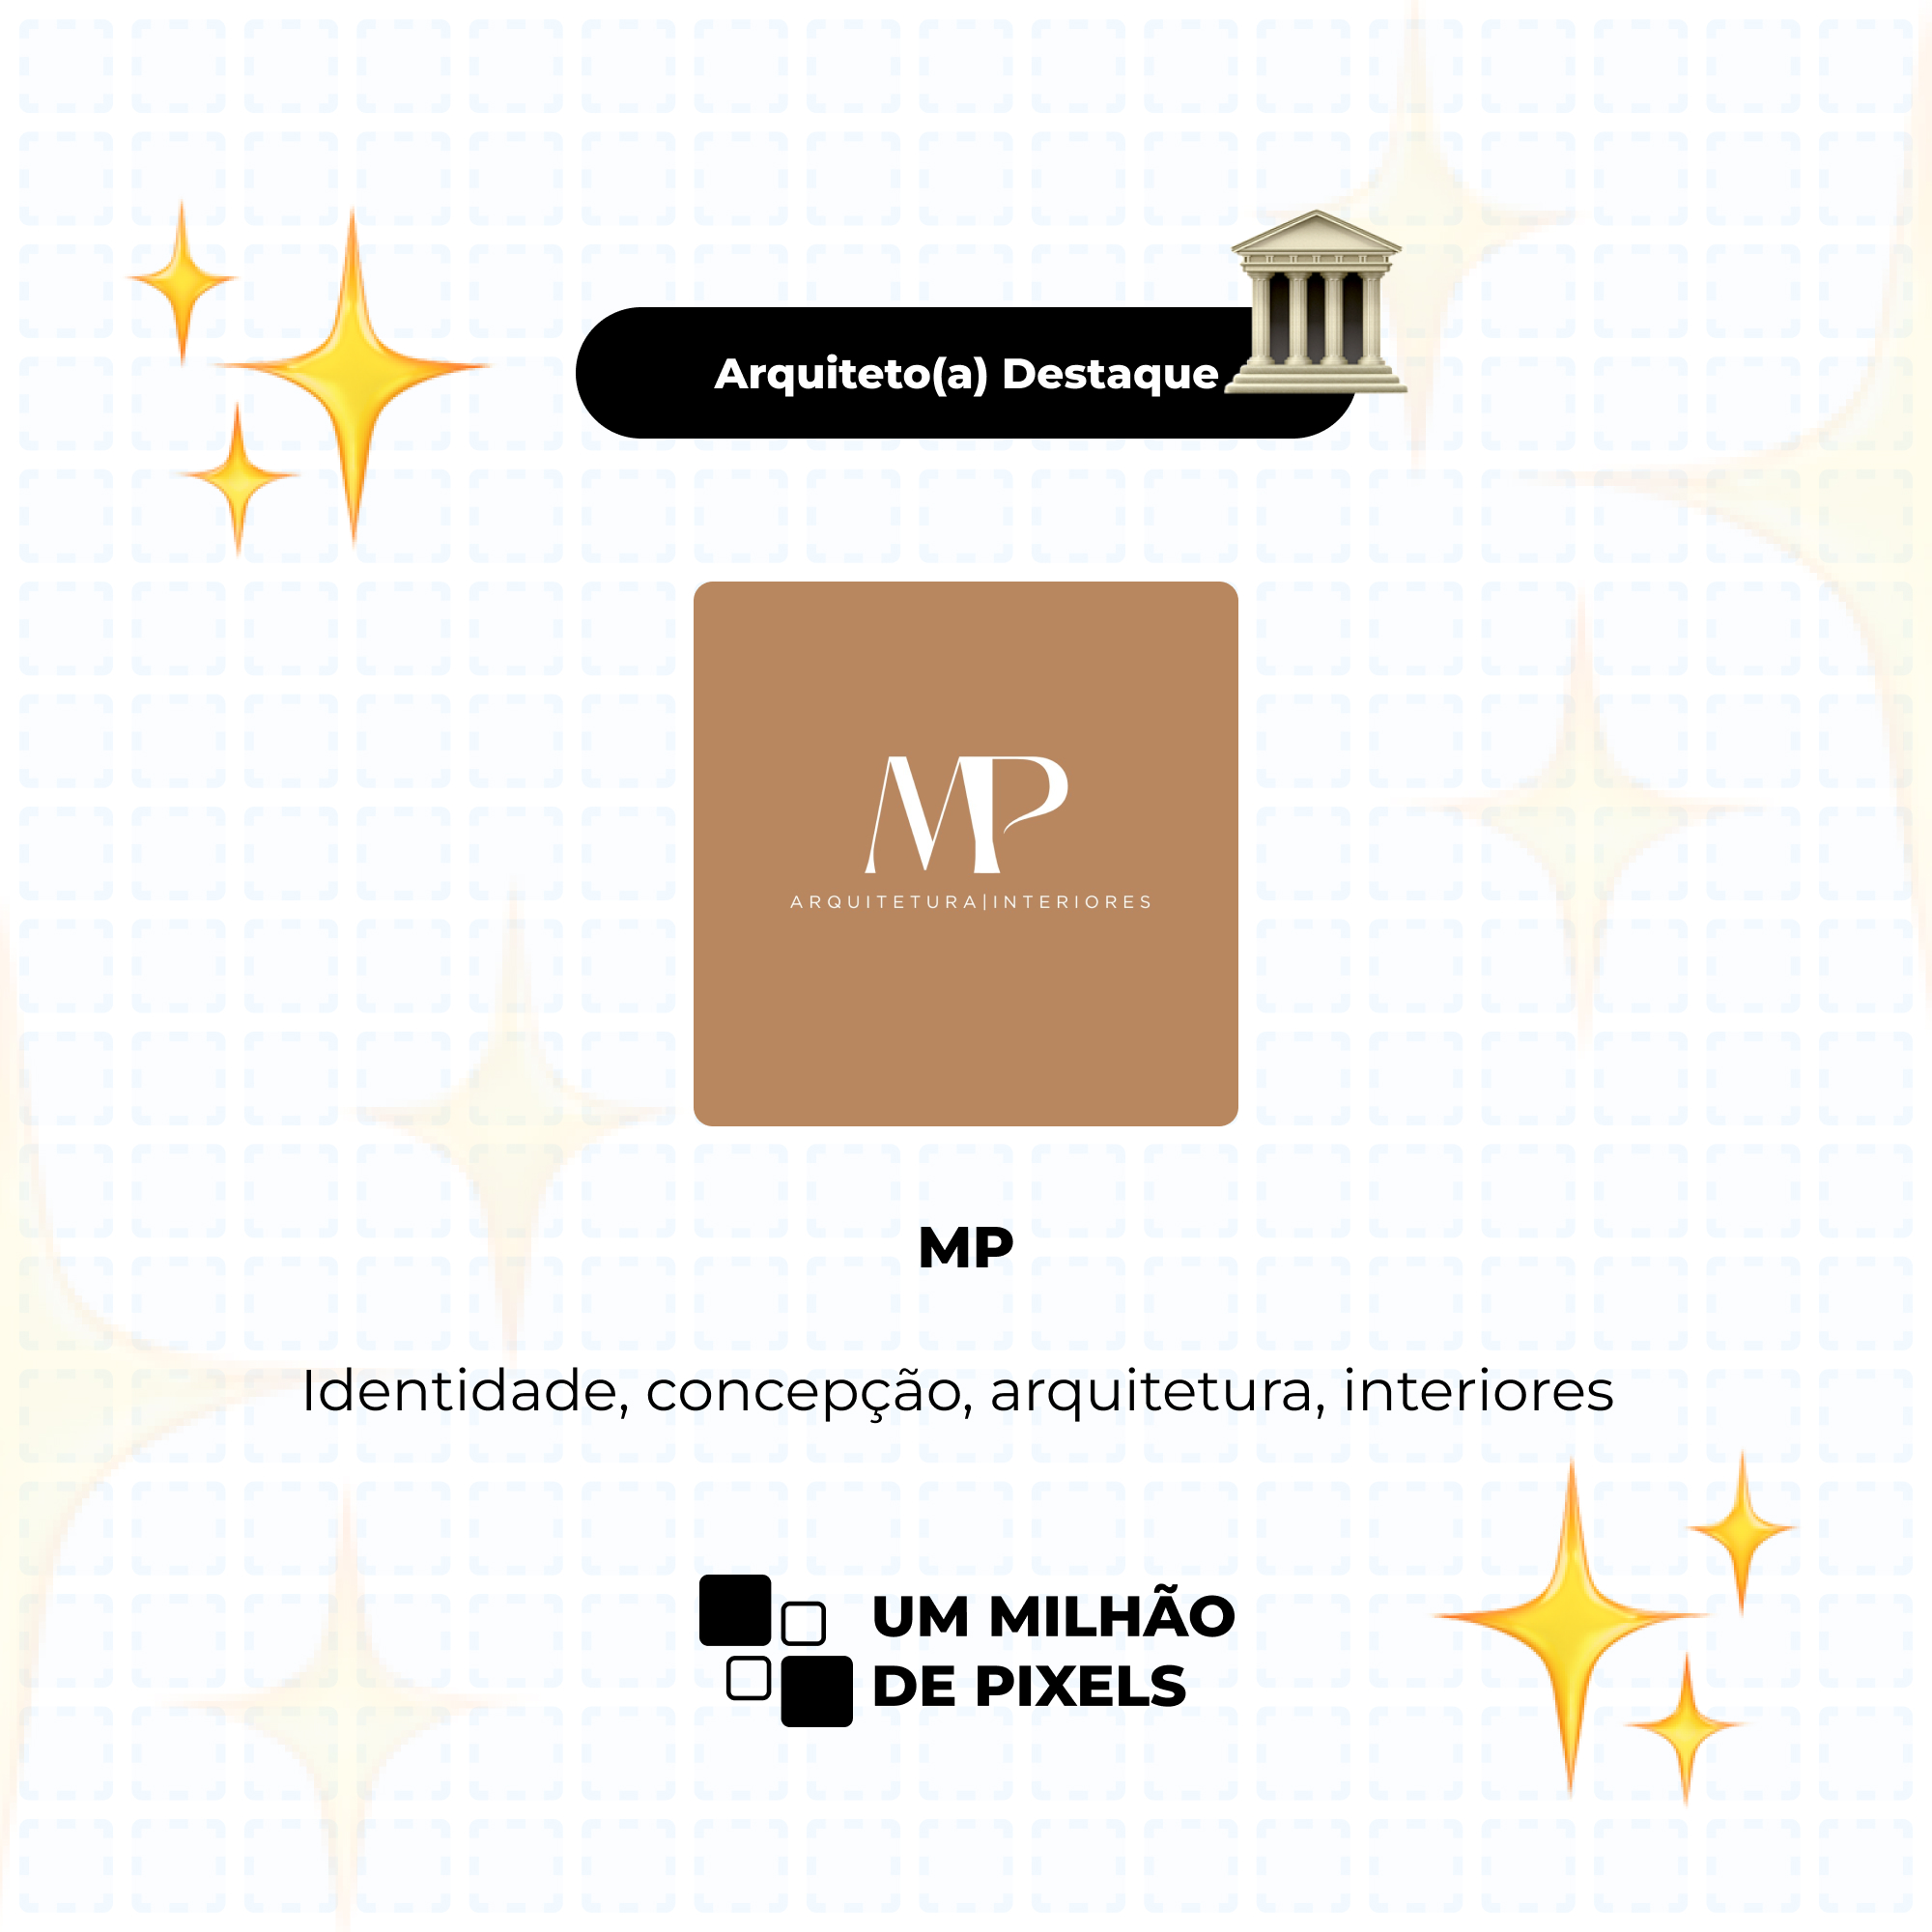 Arquiteto(a) Destaque
MP
ARQUITETURA|INTERIORES
MP
Identidade, concepção, arquitetura, interiores
UM MILHÃO
DE PIXELS